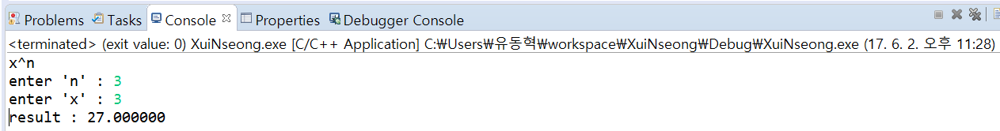 Problems Tasks Console Properties Debugger Console
<terminated> (exit value: 0) XuiNseong.exe [C/C++ Application] C:₩Users₩유동혁₩workspace₩XuiNseong₩Debug₩XuiNseong.exe (17. 6. 2. 오후 11:28)
x^n
enter 'n' : 3
enter 'x' : 3
result : 27.000000